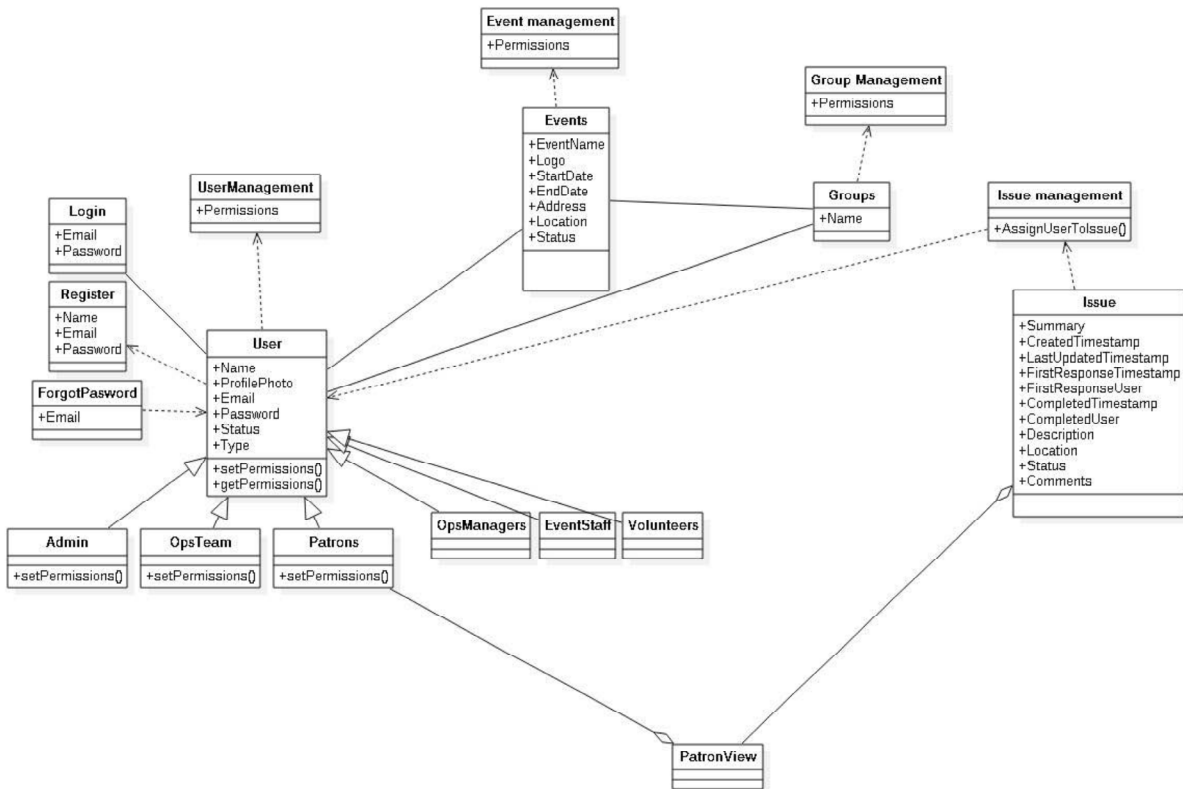 Event management
+Permissions
Group Management
+Permissions
Events
+EventName
+Logo
+StartDate
+EndDate
+Address
+Location
+Status
UserManagement
+Permissions
Groups
+Name
Issue management
+AssignUserToIssue()
Login
+Email
+Password
Register
+Name
+Email
+Password
ForgotPasword
+Email
User
+Name
+ProfilePhoto
+Email
+Password
+Status
+Type
+setPermissions()
+getPermissions()
Issue
+Summary
+CreatedTimestamp
+LastUpdatedTimestamp
+FirstResponseTimestamp
+FirstResponseUser
+CompletedTimestamp
+CompletedUser
+Description
+Location
+Status
+Comments
Admin
+setPermissions()
OpsTeam
+setPermissions()
Patrons
+setPermissions()
OpsManagers
EventStaff
Volunteers
PatronView